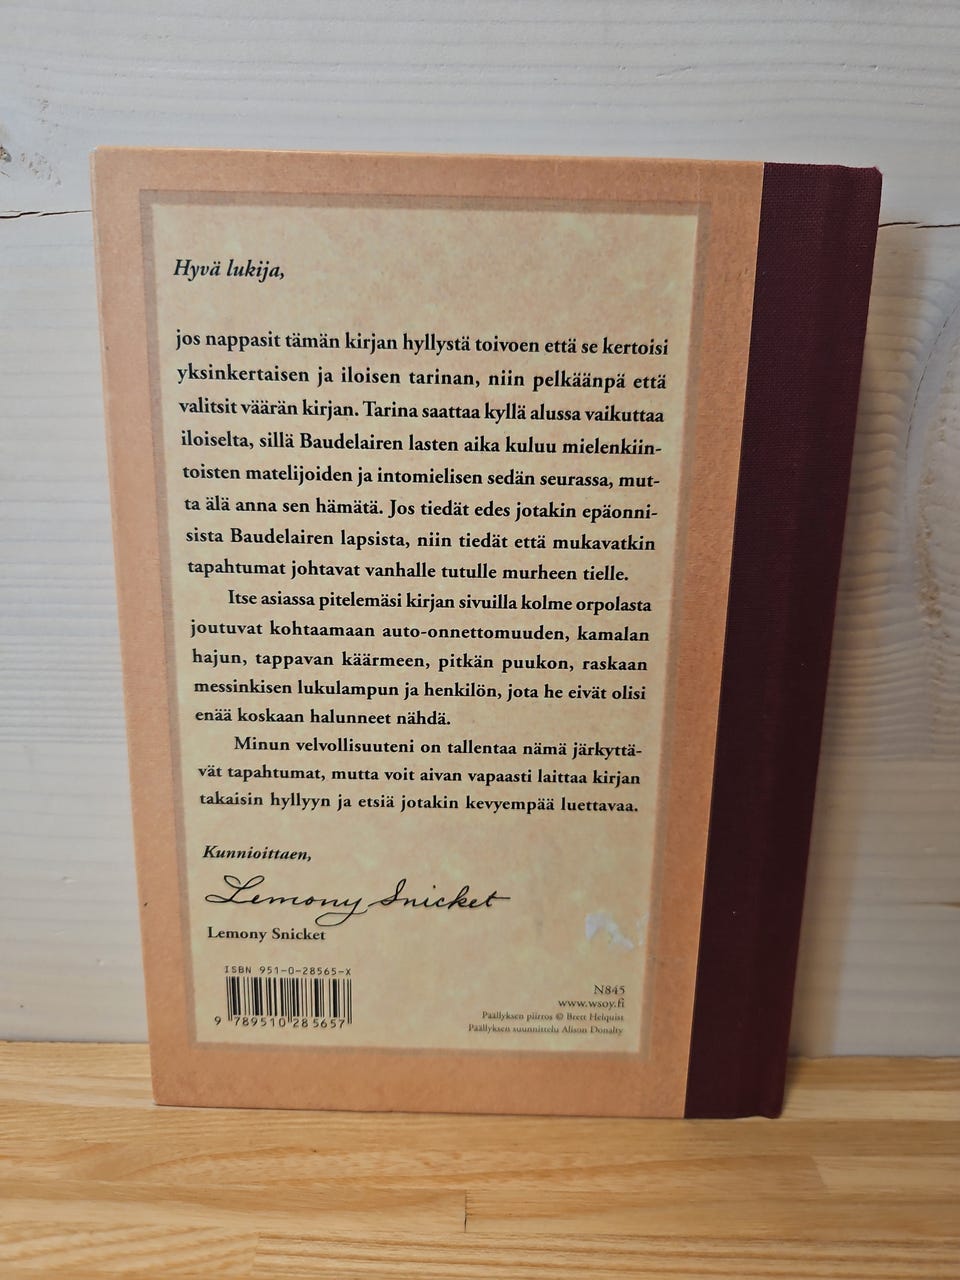 Hyvä lukija,
jos nappasit tämän kirjan hyllystä toivoen että se kertoisi
yksinkertaisen ja iloisen tarinan, niin pelkäänpä että
valitsit väärän kirjan. Tarina saattaa kyllä alussa vaikuttaa
iloiselta, sillä Baudelairen lasten aika kuluu mielenkiin-
toisten matelijoiden ja intomielisen sedän seurassa, mut-
ta älä anna sen hämätä. Jos tiedät edes jotakin epäonni-
sista Baudelairen lapsista, niin tiedät että mukavatkin
tapahtumat johtavat vanhalle tutulle murheen tielle.
Itse asiassa pitelemäsi kirjan sivuilla kolme orpolasta
joutuvat kohtaamaan auto-onnettomuuden, kamalan
hajun, tappavan käärmeen, pitkän puukon, raskaan
messinkisen lukulampun ja henkilön, jota he eivät olisi
enää koskaan halunneet nähdä.
Minun velvollisuuteni on tallentaa nämä järkyttä-
vät tapahtumat, mutta voit aivan vapaasti laittaa kirjan
takaisin hyllyyn ja etsiä jotakin kevyempää luettavaa.
Kunnioittaen,
Lemony Snicket
Lemony Snicket
ISBN 951-0-28565-X
9 789510 285657
N845
www.wsoy.fi
Päällyksen piirros © Brett Helquist
Päällyksen suunnittelu Alison Donalty